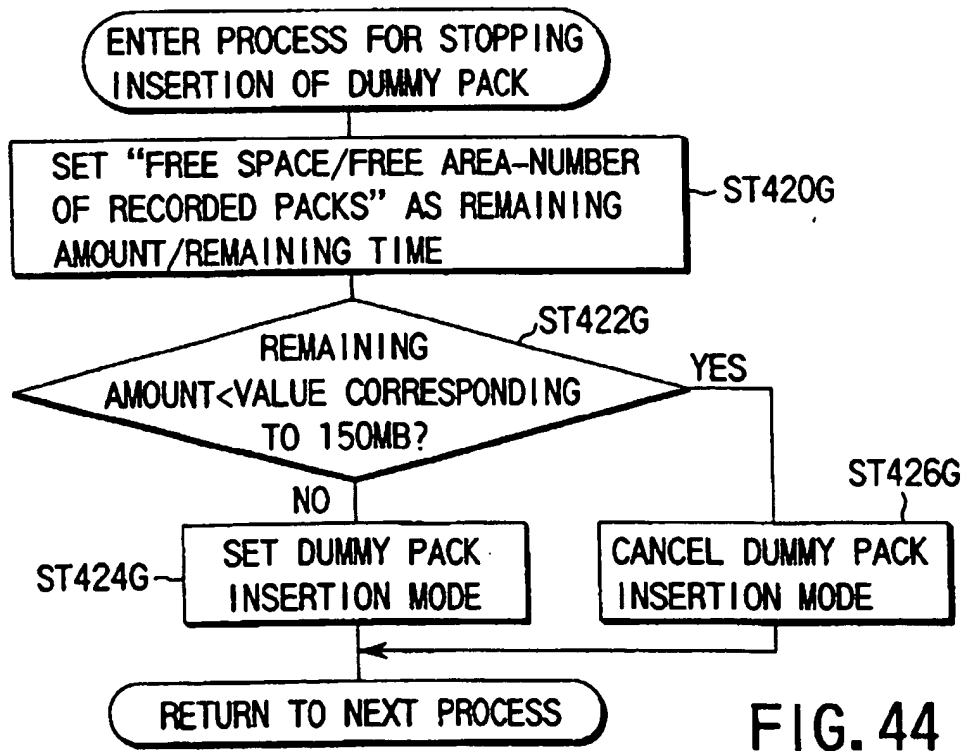 ENTER PROCESS FOR STOPPING
INSERTION OF DUMMY PACK
SET "FREE SPACE/FREE AREA-NUMBER
OF RECORDED PACKS" AS REMAINING
AMOUNT/REMAINING TIME
ST420G
ST422G
REMAINING
AMOUNT<VALUE CORRESPONDING
TO 150MB?
YES
NO
ST426G
ST424G
SET DUMMY PACK
INSERTION MODE
CANCEL DUMMY PACK
INSERTION MODE
RETURN TO NEXT PROCESS
FIG. 44